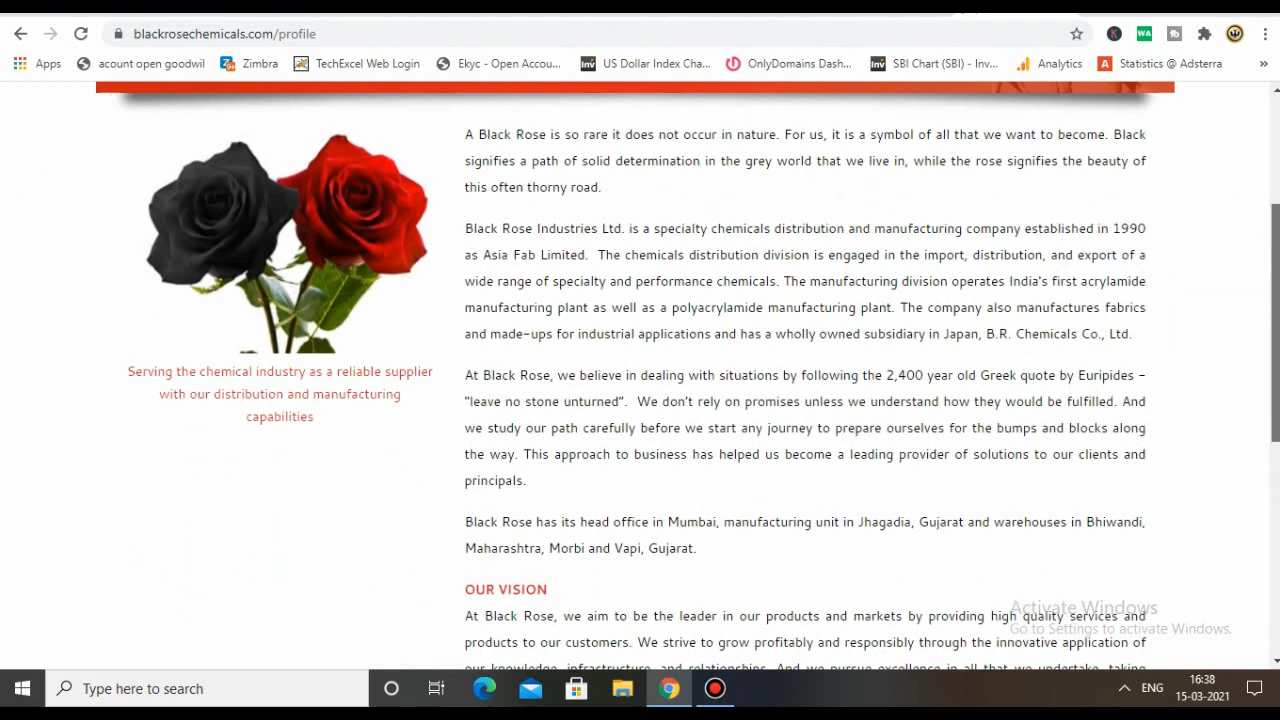 blackrosechemicals.com/profile
Apps acount open goodwil Zimbra TechExcel Web Login Ekyc - Open Accou... US Dollar Index Cha... OnlyDomains Dash... SBI Chart (SBI) - Inv... Analytics Statistics @ Adsterra »
A Black Rose is so rare it does not occur in nature. For us, it is a symbol of all that we want to become. Black
signifies a path of solid determination in the grey world that we live in, while the rose signifies the beauty of
this often thorny road.
Black Rose Industries Ltd. is a specialty chemicals distribution and manufacturing company established in 1990
as Asia Fab Limited. The chemicals distribution division is engaged in the import, distribution, and export of a
wide range of specialty and performance chemicals. The manufacturing division operates India's first acrylamide
manufacturing plant as well as a polyacrylamide manufacturing plant. The company also manufactures fabrics
and made-ups for industrial applications and has a wholly owned subsidiary in Japan, B.R. Chemicals Co., Ltd.
Serving the chemical industry as a reliable supplier
with our distribution and manufacturing
capabilities
At Black Rose, we believe in dealing with situations by following the 2,400 year old Greek quote by Euripides –
"leave no stone unturned". We don't rely on promises unless we understand how they would be fulfilled. And
we study our path carefully before we start any journey to prepare ourselves for the bumps and blocks along
the way. This approach to business has helped us become a leading provider of solutions to our clients and
principals.
Black Rose has its head office in Mumbai, manufacturing unit in Jhagadia, Gujarat and warehouses in Bhiwandi,
Maharashtra, Morbi and Vapi, Gujarat.
OUR VISION
At Black Rose, we aim to be the leader in our products and markets by providing high quality services and
products to our customers. We strive to grow profitably and responsibly through the innovative application of
our knowledge, infrastructure, and relationships. And we pursue excellence in all that we undertake, taking
Activate Windows
Go to Settings to activate Windows.
Type here to search
ENG
16:38
15-03-2021